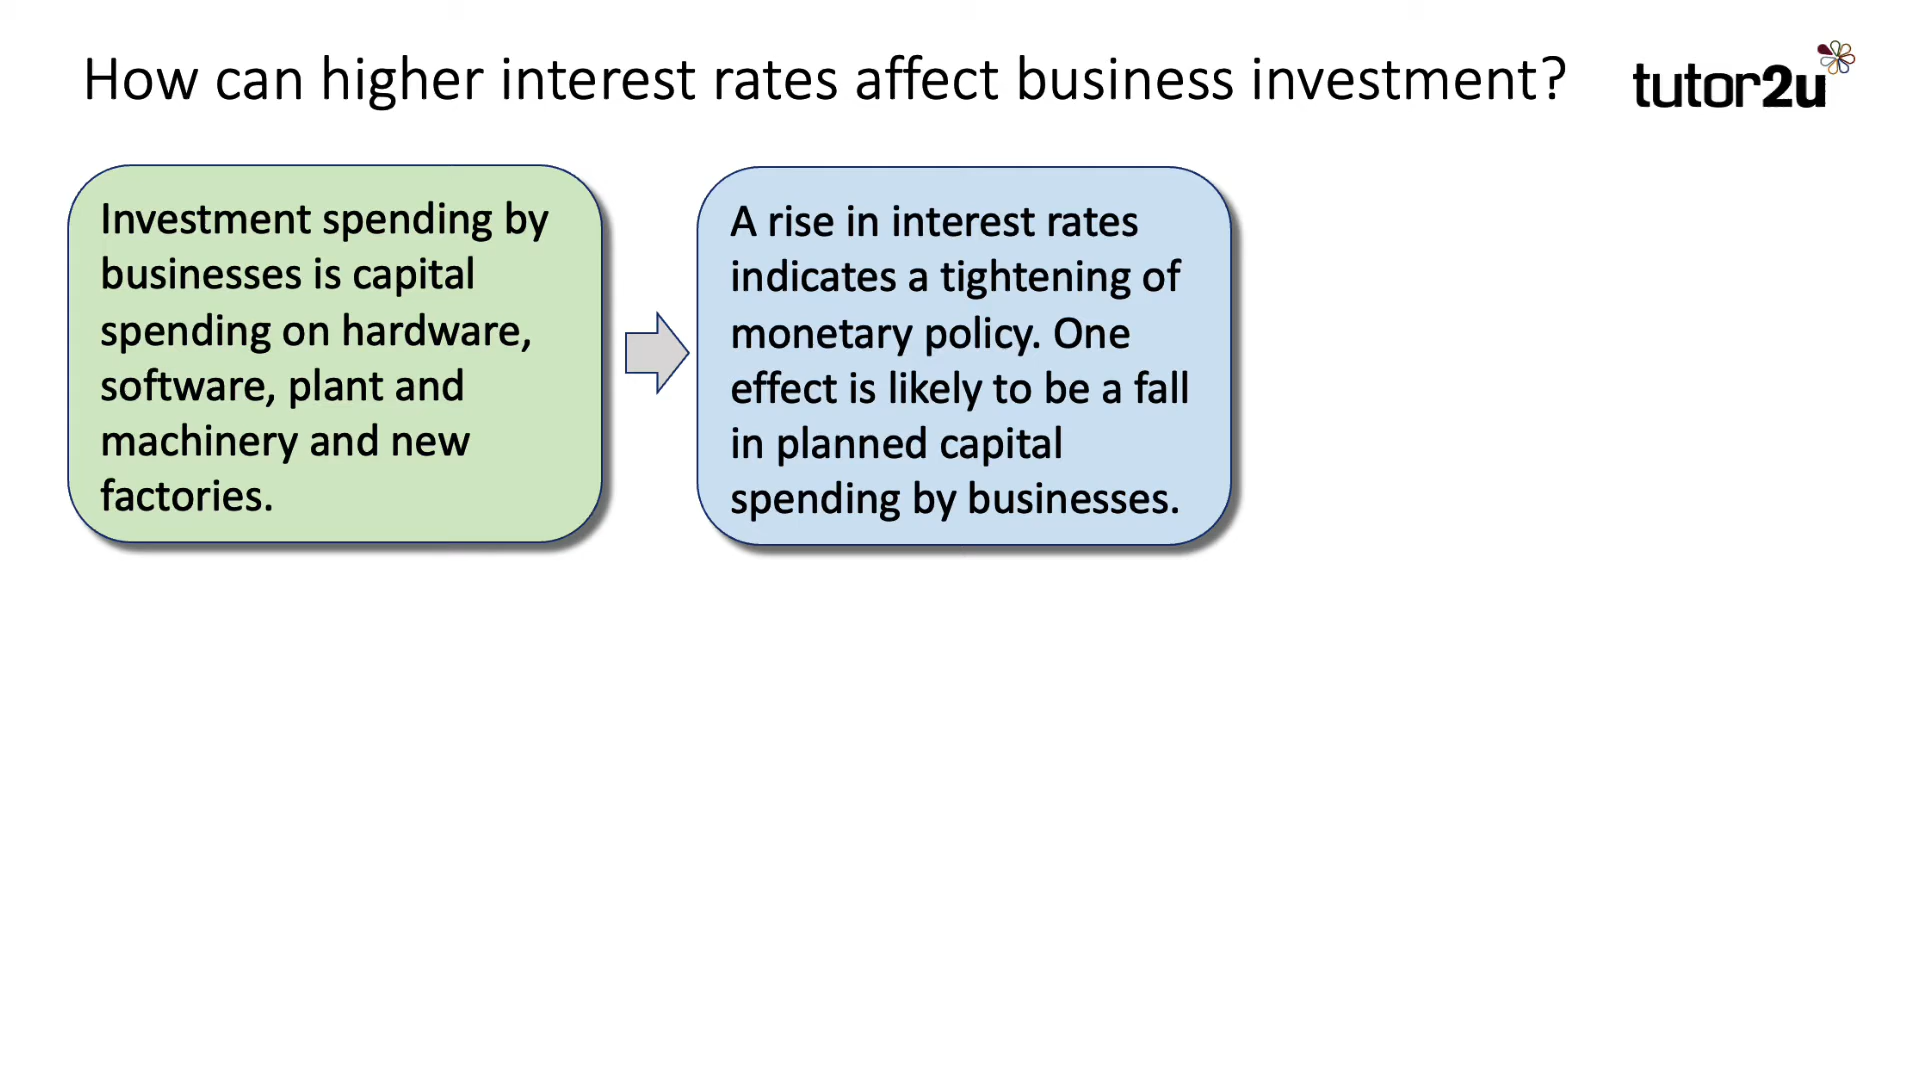 How can higher interest rates affect business investment?
tutor2u
Investment spending by
businesses is capital
spending on hardware,
software, plant and
machinery and new
factories.
A rise in interest rates
indicates a tightening of
monetary policy. One
effect is likely to be a fall
in planned capital
spending by businesses.